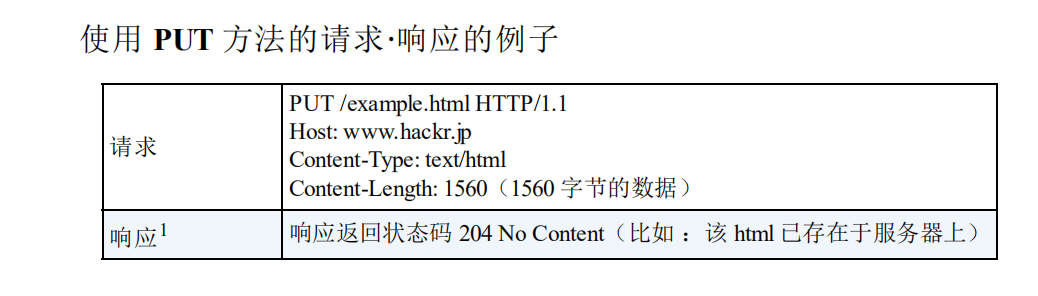 使用 PUT 方法的请求·响应的例子
请求
PUT /example.html HTTP/1.1
Host: www.hackr.jp
Content-Type: text/html
Content-Length: 1560（1560 字节的数据）
响应1
响应返回状态码 204 No Content（比如 ：该 html 已存在于服务器上）